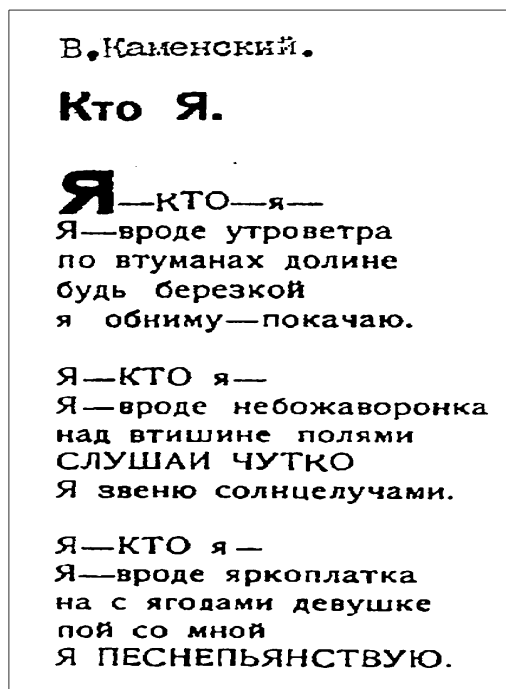 В.Каменский.
Кто Я.
Я—КТО—я—
Я—вроде утроветра
по втуманах долине
будь березкой
я обниму—покачаю.
Я—КТО я—
Я—вроде небожаворонка
над втишине полями
СЛУШАИ ЧУТКО
Я звеню солнцелучами.
Я—КТО я—
Я—вроде яркоплатка
на с ягодами девушке
пой со мной
Я ПЕСНЕПЬЯНСТВУЮ.